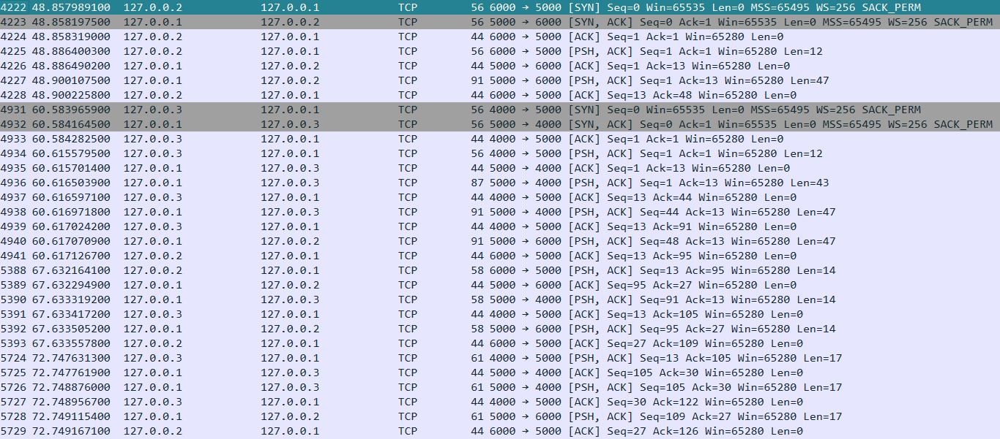 4222 48.857989100 127.0.0.2 127.0.0.1 TCP 56 6000 → 5000 [SYN] Seq=0 Win=65535 Len=0 MSS=65495 WS=256 SACK_PERM
4223 48.858197500 127.0.0.1 127.0.0.2 TCP 56 5000 → 6000 [SYN, ACK] Seq=0 Ack=1 Win=65535 Len=0 MSS=65495 WS=256 SACK_PERM
4224 48.858319000 127.0.0.2 127.0.0.1 TCP 44 6000 → 5000 [ACK] Seq=1 Ack=1 Win=65280 Len=0
4225 48.886400300 127.0.0.2 127.0.0.1 TCP 56 6000 → 5000 [PSH, ACK] Seq=1 Ack=1 Win=65280 Len=12
4226 48.886490200 127.0.0.1 127.0.0.2 TCP 44 5000 → 6000 [ACK] Seq=1 Ack=13 Win=65280 Len=0
4227 48.900107500 127.0.0.1 127.0.0.2 TCP 91 5000 → 6000 [PSH, ACK] Seq=1 Ack=13 Win=65280 Len=47
4228 48.900225800 127.0.0.2 127.0.0.1 TCP 44 6000 → 5000 [ACK] Seq=13 Ack=48 Win=65280 Len=0
4931 60.583965900 127.0.0.3 127.0.0.1 TCP 56 4000 → 5000 [SYN] Seq=0 Win=65535 Len=0 MSS=65495 WS=256 SACK_PERM
4932 60.584164500 127.0.0.1 127.0.0.3 TCP 56 5000 → 4000 [SYN, ACK] Seq=0 Ack=1 Win=65535 Len=0 MSS=65495 WS=256 SACK_PERM
4933 60.584282500 127.0.0.3 127.0.0.1 TCP 44 4000 → 5000 [ACK] Seq=1 Ack=1 Win=65280 Len=0
4934 60.615579500 127.0.0.3 127.0.0.1 TCP 56 4000 → 5000 [PSH, ACK] Seq=1 Ack=1 Win=65280 Len=12
4935 60.615701400 127.0.0.1 127.0.0.3 TCP 44 5000 → 4000 [ACK] Seq=1 Ack=13 Win=65280 Len=0
4936 60.616503900 127.0.0.1 127.0.0.3 TCP 87 5000 → 4000 [PSH, ACK] Seq=1 Ack=13 Win=65280 Len=43
4937 60.616597100 127.0.0.3 127.0.0.1 TCP 44 4000 → 5000 [ACK] Seq=13 Ack=44 Win=65280 Len=0
4938 60.616971800 127.0.0.1 127.0.0.3 TCP 91 5000 → 4000 [PSH, ACK] Seq=44 Ack=13 Win=65280 Len=47
4939 60.617024200 127.0.0.3 127.0.0.1 TCP 44 4000 → 5000 [ACK] Seq=13 Ack=91 Win=65280 Len=0
4940 60.617070900 127.0.0.1 127.0.0.2 TCP 91 5000 → 6000 [PSH, ACK] Seq=48 Ack=13 Win=65280 Len=47
4941 60.617126700 127.0.0.2 127.0.0.1 TCP 44 6000 → 5000 [ACK] Seq=13 Ack=95 Win=65280 Len=0
5388 67.632164100 127.0.0.2 127.0.0.1 TCP 58 6000 → 5000 [PSH, ACK] Seq=13 Ack=95 Win=65280 Len=14
5389 67.632294900 127.0.0.1 127.0.0.2 TCP 44 5000 → 6000 [ACK] Seq=95 Ack=27 Win=65280 Len=0
5390 67.633319200 127.0.0.1 127.0.0.3 TCP 58 5000 → 4000 [PSH, ACK] Seq=91 Ack=13 Win=65280 Len=14
5391 67.633417200 127.0.0.3 127.0.0.1 TCP 44 4000 → 5000 [ACK] Seq=13 Ack=105 Win=65280 Len=0
5392 67.633505200 127.0.0.1 127.0.0.2 TCP 58 5000 → 6000 [PSH, ACK] Seq=95 Ack=27 Win=65280 Len=14
5393 67.633557800 127.0.0.2 127.0.0.1 TCP 44 6000 → 5000 [ACK] Seq=27 Ack=109 Win=65280 Len=0
5724 72.747631300 127.0.0.3 127.0.0.1 TCP 61 4000 → 5000 [PSH, ACK] Seq=13 Ack=105 Win=65280 Len=17
5725 72.747761900 127.0.0.1 127.0.0.3 TCP 44 5000 → 4000 [ACK] Seq=105 Ack=30 Win=65280 Len=0
5726 72.748876000 127.0.0.1 127.0.0.3 TCP 61 5000 → 4000 [PSH, ACK] Seq=105 Ack=30 Win=65280 Len=17
5727 72.748956700 127.0.0.3 127.0.0.1 TCP 44 4000 → 5000 [ACK] Seq=30 Ack=122 Win=65280 Len=0
5728 72.749115400 127.0.0.1 127.0.0.2 TCP 61 5000 → 6000 [PSH, ACK] Seq=109 Ack=27 Win=65280 Len=17
5729 72.749167100 127.0.0.2 127.0.0.1 TCP 44 6000 → 5000 [ACK] Seq=27 Ack=126 Win=65280 Len=0